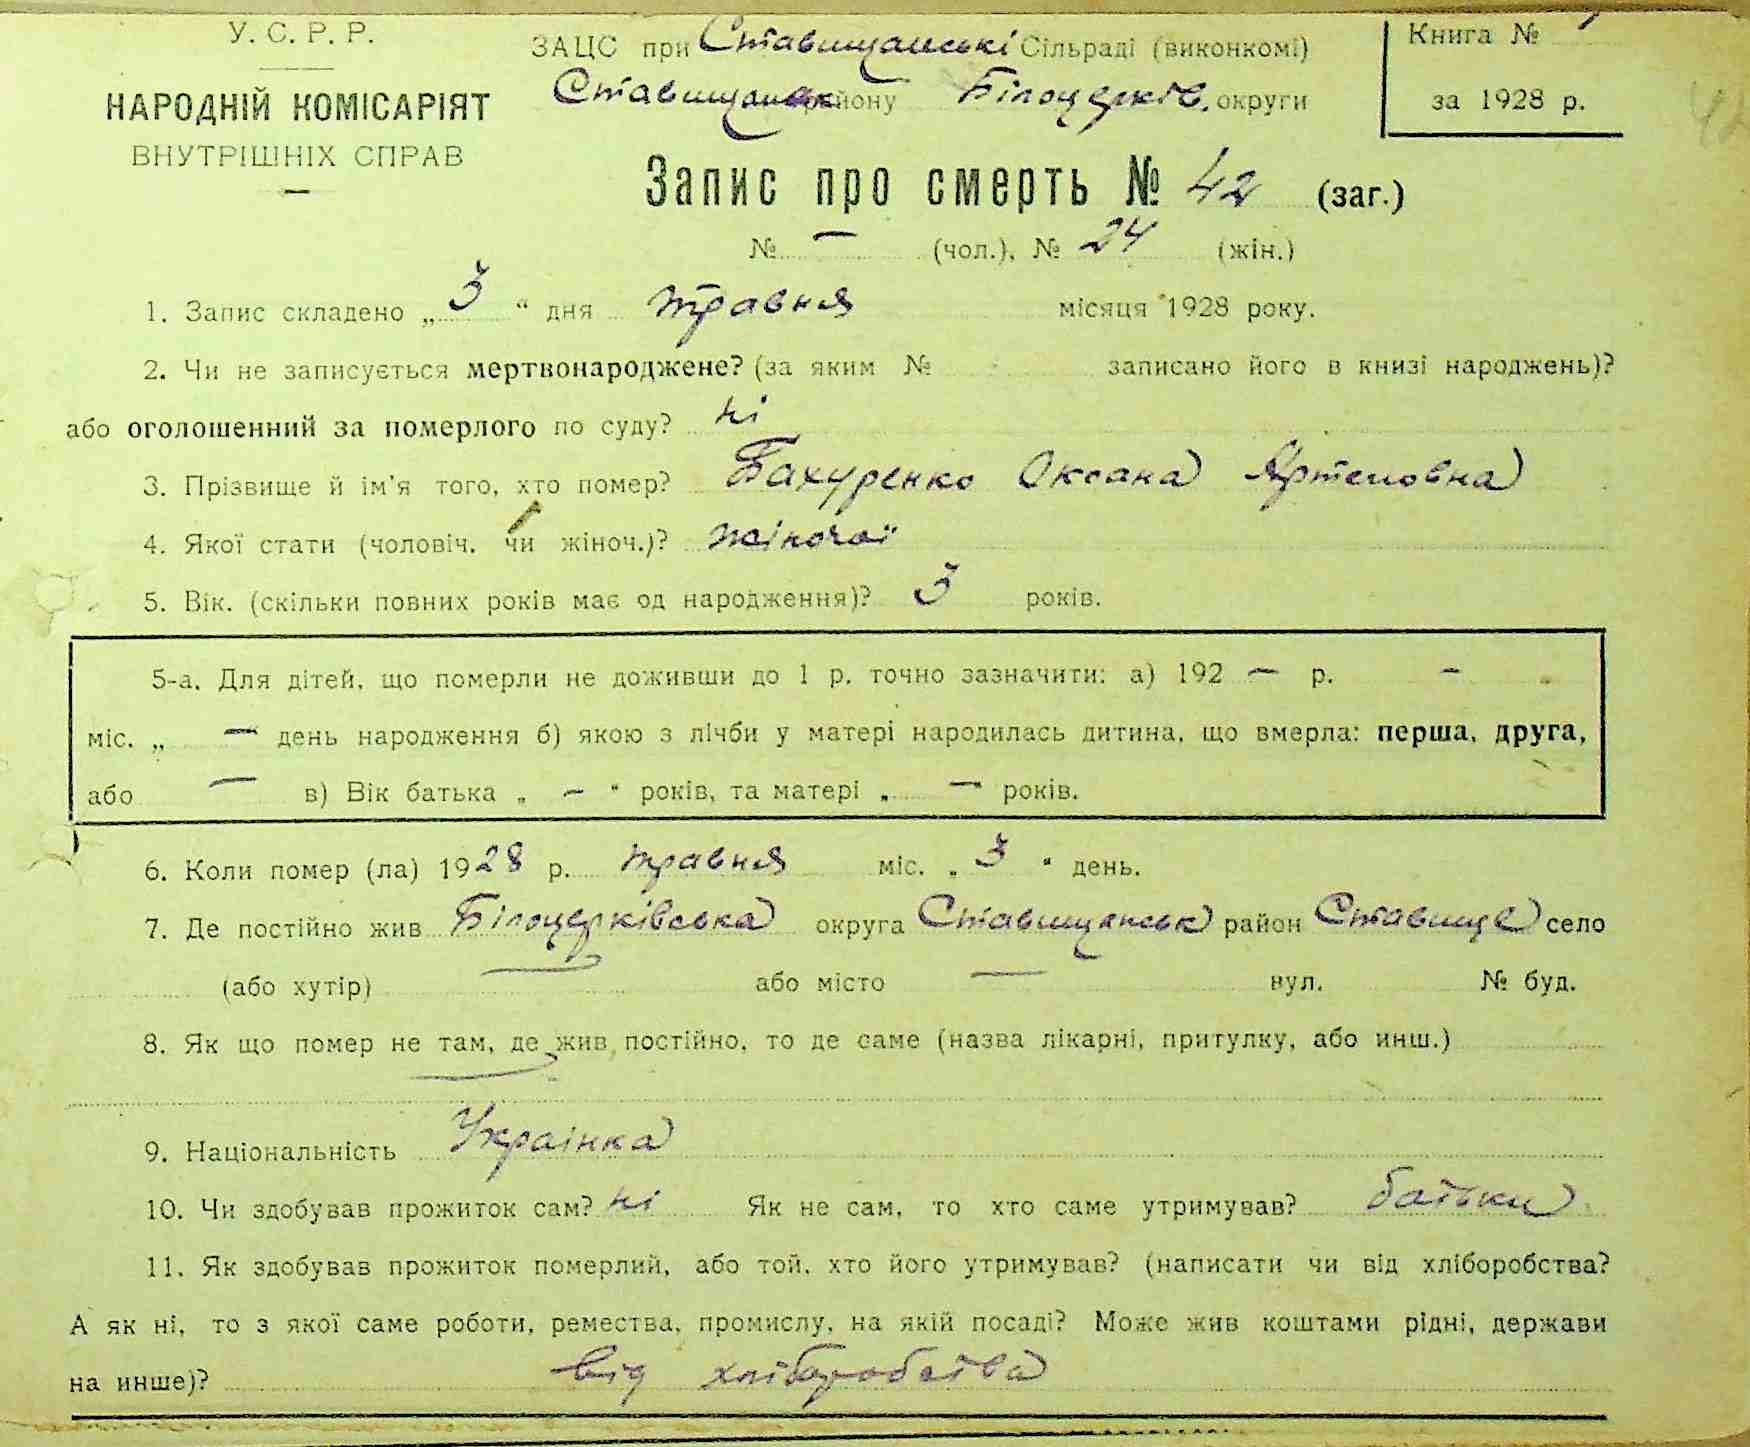 У. С. Р. Р.
НАРОДНІЙ КОМІСАРІЯТ
ВНУТРІШНІХ СПРАВ
ЗАЦС при Ставищанські Сільраді (виконкомі)
Ставищанськ району Білоцерків. округи
Книга №
за 1928 р.
42
Запис про смерть № 42 (заг.)
№ — (чол.), № 24 (жін.)
1. Запис складено „ 3 “ дня травня місяця 1928 року.
2. Чи не записується мертвонароджене? (за яким № записано його в книзі народжень)?
або оголошенний за померлого по суду? ні
3. Прізвище й ім'я того, хто помер? Бахуренко Оксана Яртемовна
4. Якої стати (чоловіч. чи жіноч.)? жіночої
5. Вік. (скільки повних років має од народження)? 3 років.
5-а. Для дітей, що померли не доживши до 1 р. точно зазначити: а) 192 — р. —
міс. „ — “ день народження б) якою з лічби у матері народилась дитина, що вмерла: перша, друга,
або — в) Вік батька „ — “ років, та матері „ — “ років.
6. Коли помер (ла) 1928 р. травня міс. „ 3 “ день.
7. Де постійно жив Білоцерківська округа Ставищанськ район Ставище село
(або хутір) — або місто — вул. № буд.
8. Як що помер не там, де жив постійно, то де саме (назва лікарні, притулку, або инш.)
9. Національність Украінка
10. Чи здобував прожиток сам? ні Як не сам, то хто саме утримував? батьки
11. Як здобував прожиток померлий, або той, хто його утримував? (написати чи від хліборобства?
А як ні, то з якої саме роботи, ремества, промислу, на якій посаді? Може жив коштами рідні, держави
на инше)? від хліборобства